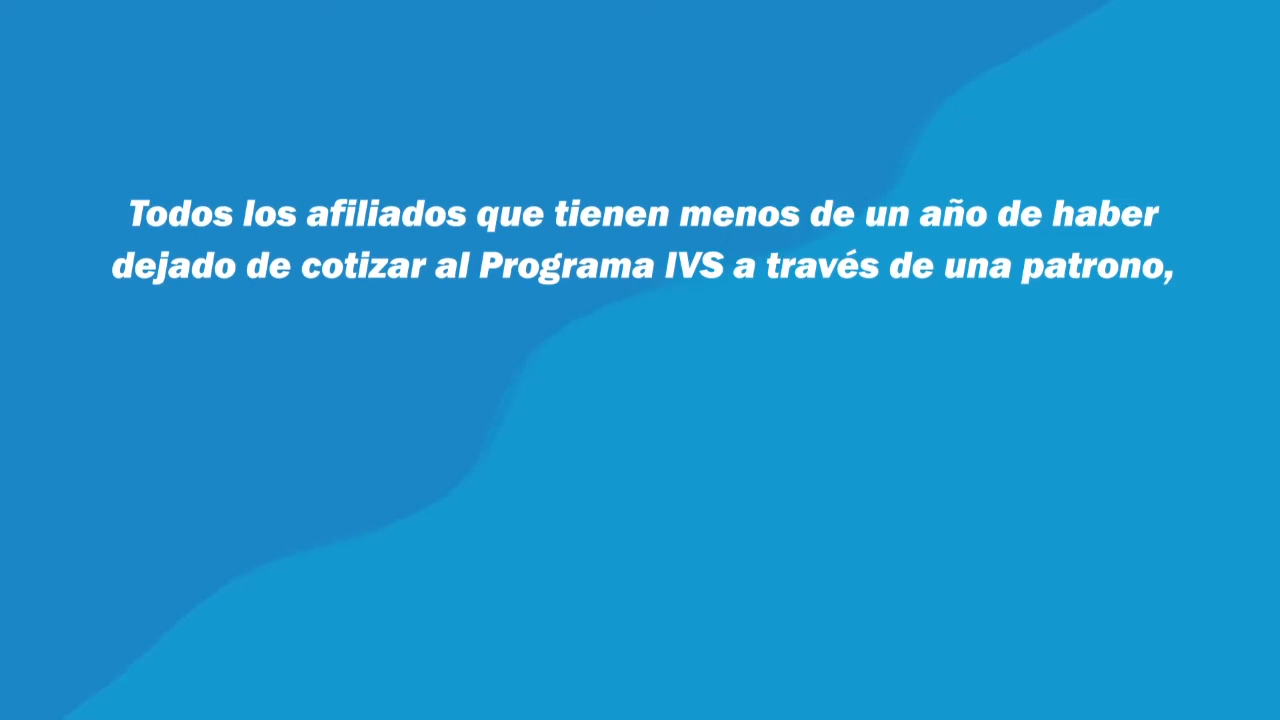 Todos los afiliados que tienen menos de un año de haber
dejado de cotizar al Programa IVS a través de una patrono,